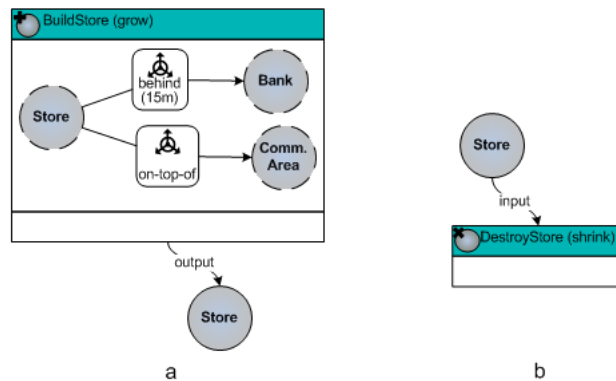 BuildStore (grow)
Store
behind
(15m)
Bank
on-top-of
Comm.
Area
output
Store
a
Store
input
DestroyStore (shrink)
b